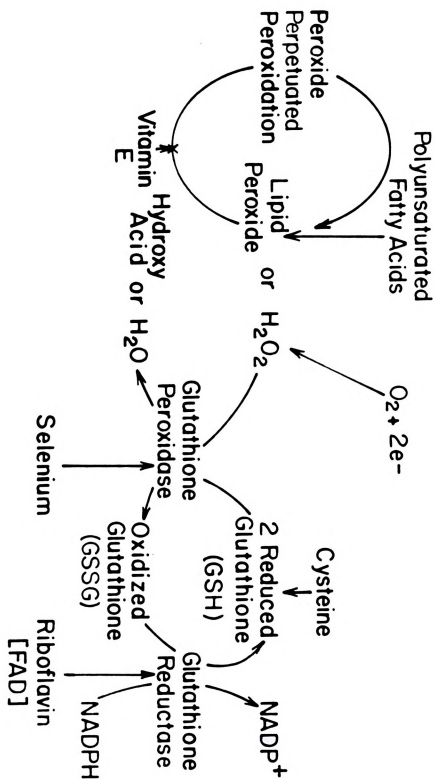 Polyunsaturated
Fatty Acids
O2 + 2e-
Cysteine
Peroxide
Perpetuated
Peroxidation
Lipid
Peroxide
or H2O2
2 Reduced
Glutathione
(GSH)
NADP+
Glutathione
Peroxidase
Glutathione
Reductase
Vitamin
E
Hydroxy
Acid or H2O
Oxidized
Glutathione
(GSSG)
NADPH
Selenium
Riboflavin
[FAD]